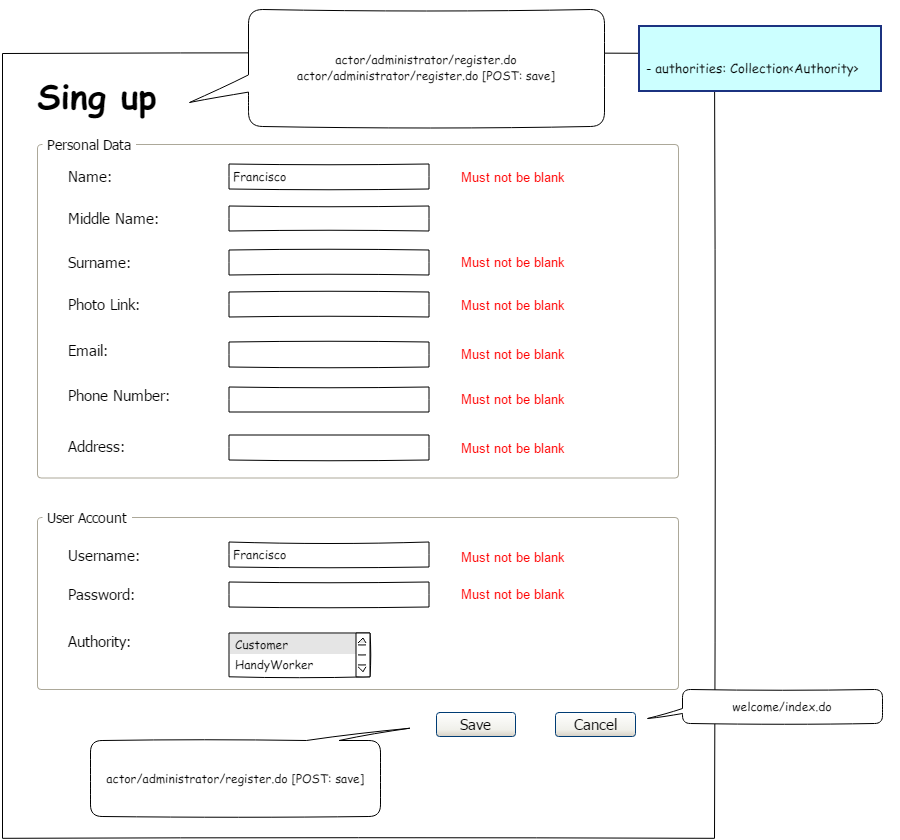 actor/administrator/register.do
actor/administrator/register.do [POST: save]
- authorities: Collection<Authority>
Sing up
Personal Data
Name:
Francisco
Must not be blank
Middle Name:
Surname:
Must not be blank
Photo Link:
Must not be blank
Email:
Must not be blank
Phone Number:
Must not be blank
Address:
Must not be blank
User Account
Username:
Francisco
Must not be blank
Password:
Must not be blank
Authority:
Customer
HandyWorker
welcome/index.do
Save
Cancel
actor/administrator/register.do [POST: save]